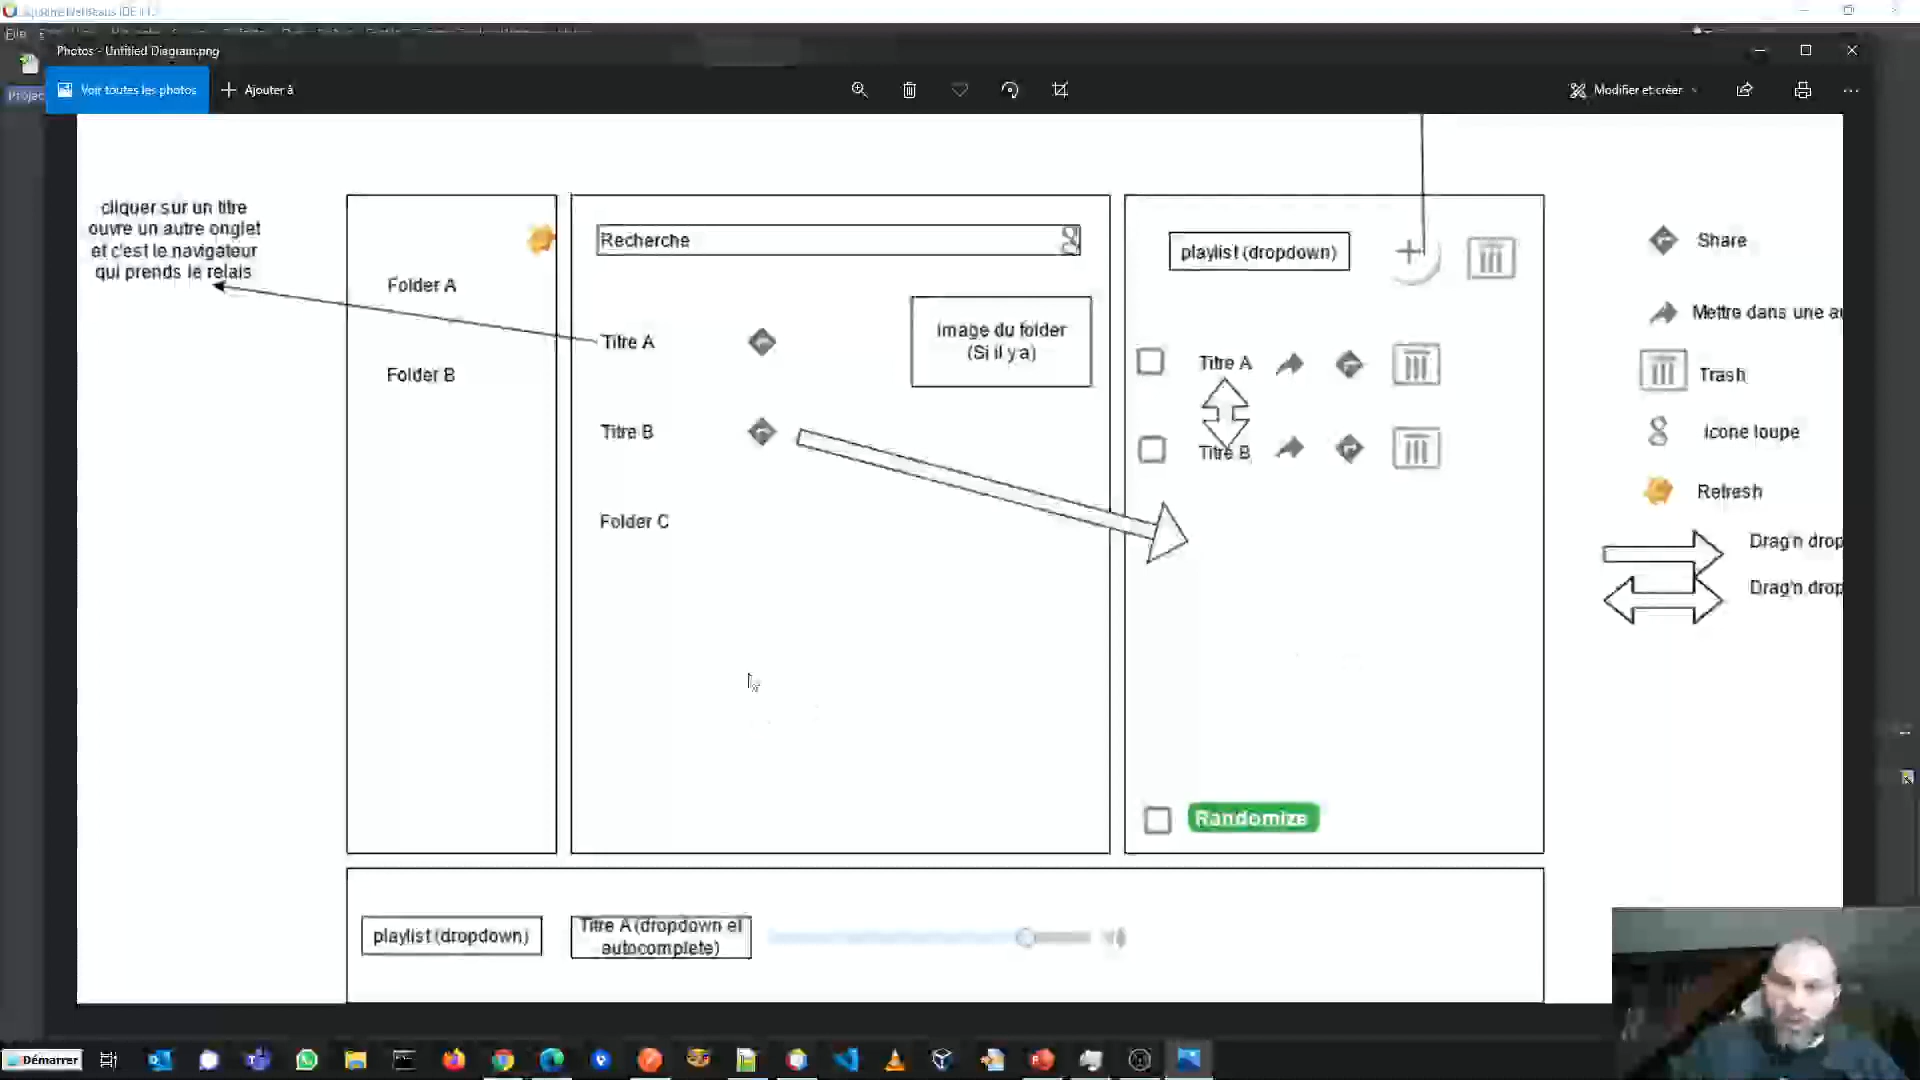 Photos - Untitled Diagram.png
Voir toutes les photos
Ajouter à
Modifier et créer
File
Projec
cliquer sur un titre
ouvre un autre onglet
et c'est le navigateur
qui prends le relais
Folder A
Folder B
Recherche
Titre A
Titre B
Folder C
Image du folder
(Si il y a)
playlist (dropdown)
Titre A
Titre B
Randomize
Share
Mettre dans une au
Trash
Icone loupe
Refresh
Drag'n drop
Drag'n drop
playlist (dropdown)
Titre A (dropdown et
autocomplete)
Démarrer